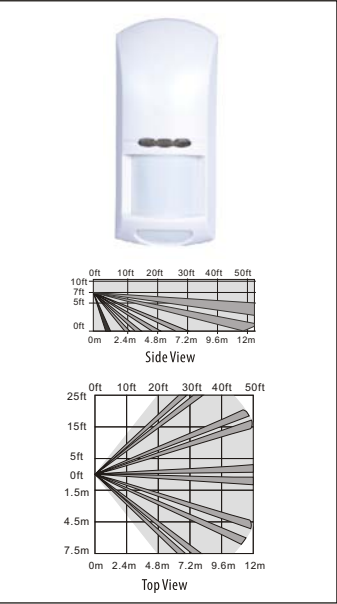 0ft 10ft 20ft 30ft 40ft 50ft
10ft
7ft
5ft
0ft
0m 2.4m 4.8m 7.2m 9.6m 12m
Side View
0ft 10ft 20ft 30ft 40ft 50ft
25ft
15ft
5ft
0ft
1.5m
4.5m
7.5m
0m 2.4m 4.8m 7.2m 9.6m 12m
Top View